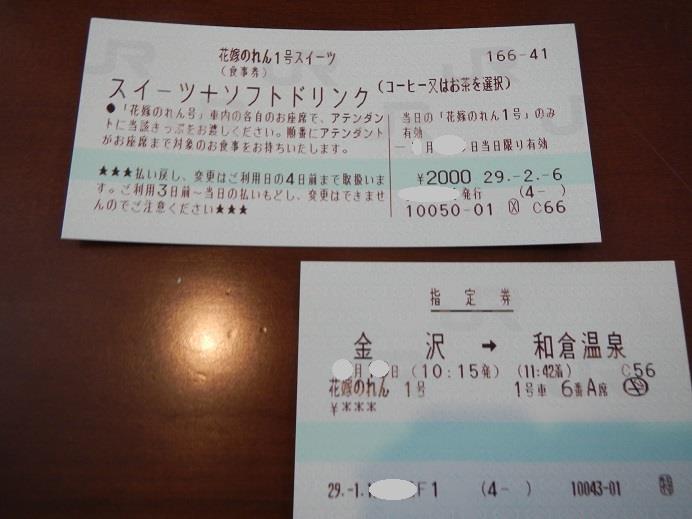 花嫁のれん1号スイーツ
166-41
(食事券)
スイーツ+ソフトドリンク(コーヒー又はお茶を選択)
●「花嫁のれん号」車内の各自のお座席で、アテンダン
トに当該きっぷをお渡しください。順番にアテンダント
がお座席まで対象のお食事をお持ちいたします。
★★★払い戻し、変更はご利用日の4日前まで取扱いま
す。ご利用3日前~当日の払いもどし、変更はできませ
んのでご注意ください★★★
当日の「花嫁のれん1号」のみ
有効
月 日当日限り有効
¥2000 29.-2.-6
発行 (4- )
10050-01 C66
指定券
金沢 → 和倉温泉
月 日 (10:15発) (11:42着) C56
花嫁のれん 1号 1号車 6番A席
¥***
29.-1.1 F1 (4- ) 10043-01